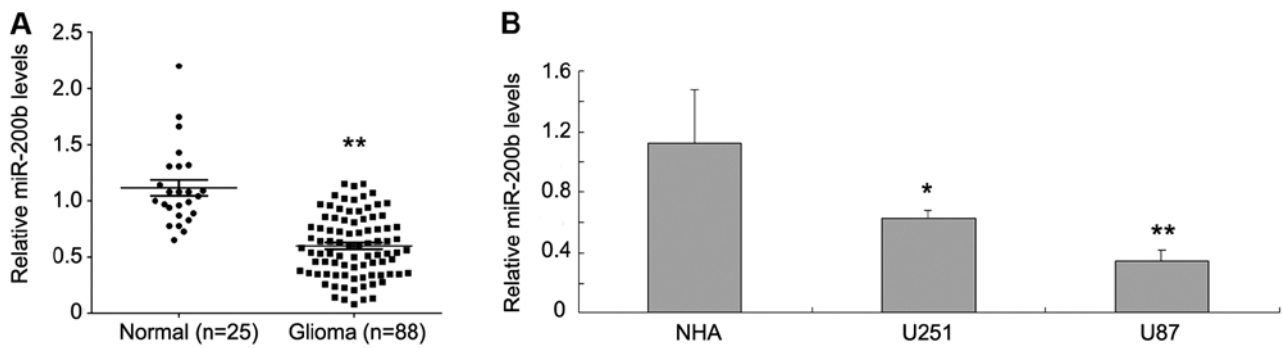 A
Relative miR-200b levels
2.5
2.0
1.5
1.0
0.5
0
**
Normal (n=25)
Glioma (n=88)
B
Relative miR-200b levels
1.6
1.2
0.8
0.4
0
*
**
NHA
U251
U87